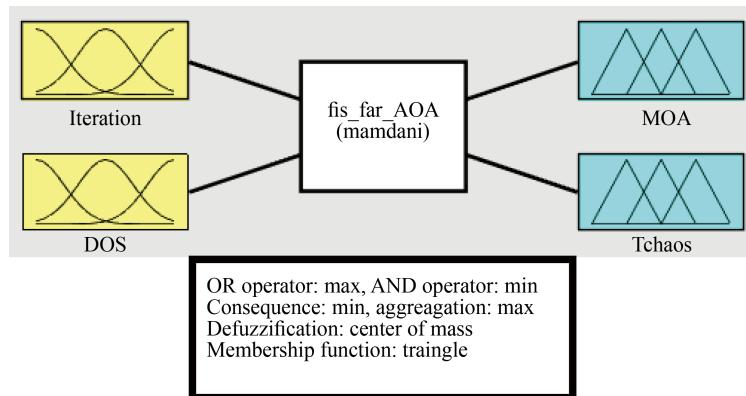 Iteration
DOS
fis_far_AOA
(mamdani)
MOA
Tchaos
OR operator: max, AND operator: min
Consequence: min, aggreagation: max
Defuzzification: center of mass
Membership function: traingle